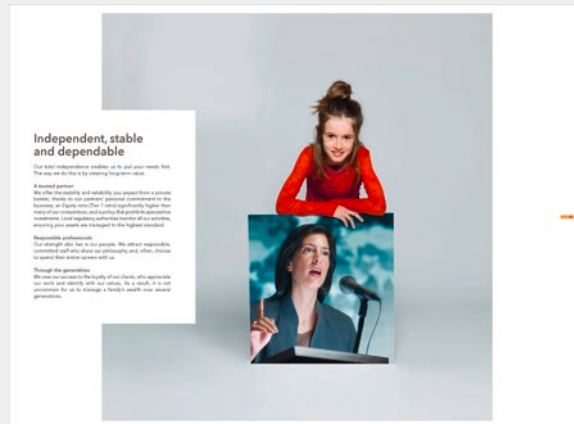 Independent, stable
and dependable
Our total independence enables us to put your needs first.
The way we do this is by creating long-term value.
A trusted partner
We offer the stability and reliability you expect from a private
banker, thanks to our partners' personal commitment to the
business, an Equity ratio (Tier 1 ratio) significantly higher than
many of our competitors, and a policy that prohibits speculative
investments. Local regulatory authorities monitor all our activities,
ensuring your assets are managed to the highest standard.
Responsible professionals
Our strength also lies in our people. We attract responsible,
committed staff who share our philosophy and, often, choose
to spend their entire careers with us.
Through the generations
We owe our success to the loyalty of our clients, who appreciate
our work and identify with our values. As a result, it is not
uncommon for us to manage a family's wealth over several
generations.